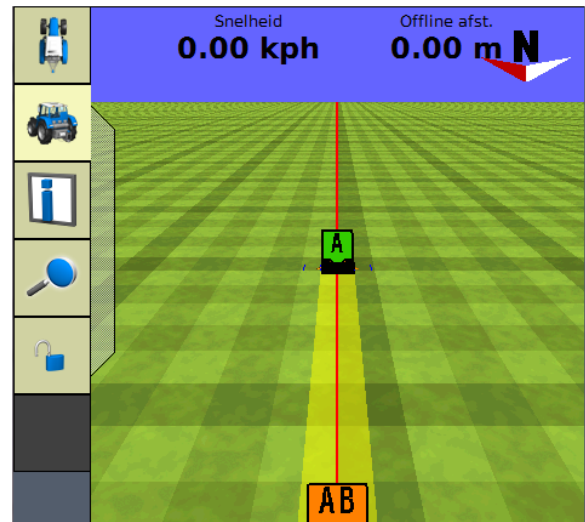 Snelheid
0.00 kph
Offline afst.
0.00 m
N
i
A
AB